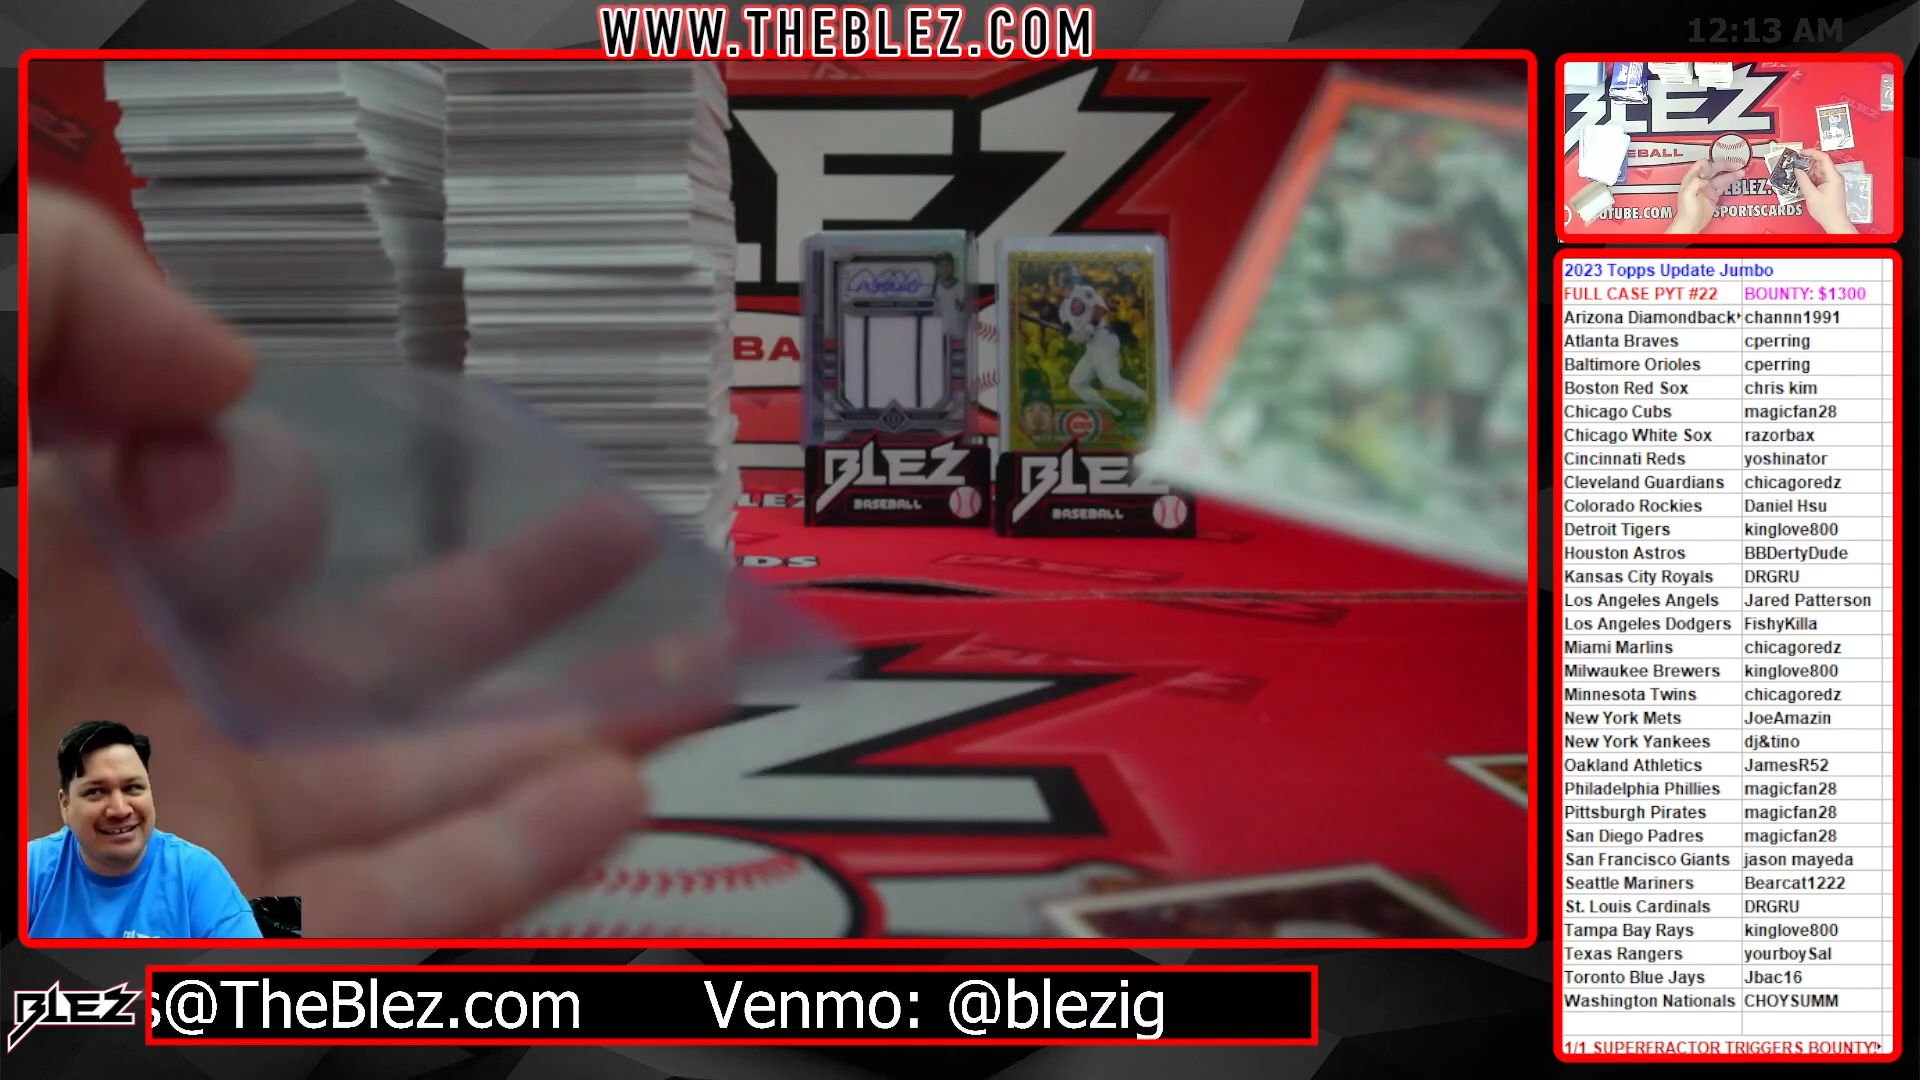 WWW.THEBLEZ.COM
12:13 AM
BLEZ
BASEBALL
BLEZ
BASEBALL
2023 Topps Update Jumbo
FULL CASE PYT #22 BOUNTY: $1300
Arizona Diamondback channn1991
Atlanta Braves cperring
Baltimore Orioles cperring
Boston Red Sox chris kim
Chicago Cubs magicfan28
Chicago White Sox razorbax
Cincinnati Reds yoshinator
Cleveland Guardians chicagoredz
Colorado Rockies Daniel Hsu
Detroit Tigers kinglove800
Houston Astros BBDertyDude
Kansas City Royals DRGRU
Los Angeles Angels Jared Patterson
Los Angeles Dodgers FishyKilla
Miami Marlins chicagoredz
Milwaukee Brewers kinglove800
Minnesota Twins chicagoredz
New York Mets JoeAmazin
New York Yankees dj&tino
Oakland Athletics JamesR52
Philadelphia Phillies magicfan28
Pittsburgh Pirates magicfan28
San Diego Padres magicfan28
San Francisco Giants jason mayeda
Seattle Mariners Bearcat1222
St. Louis Cardinals DRGRU
Tampa Bay Rays kinglove800
Texas Rangers yourboySal
Toronto Blue Jays Jbac16
Washington Nationals CHOYSUMM
1/1 SUPERFRACTOR TRIGGERS BOUNTY!
BLEZ
s@TheBlez.com Venmo: @blezig